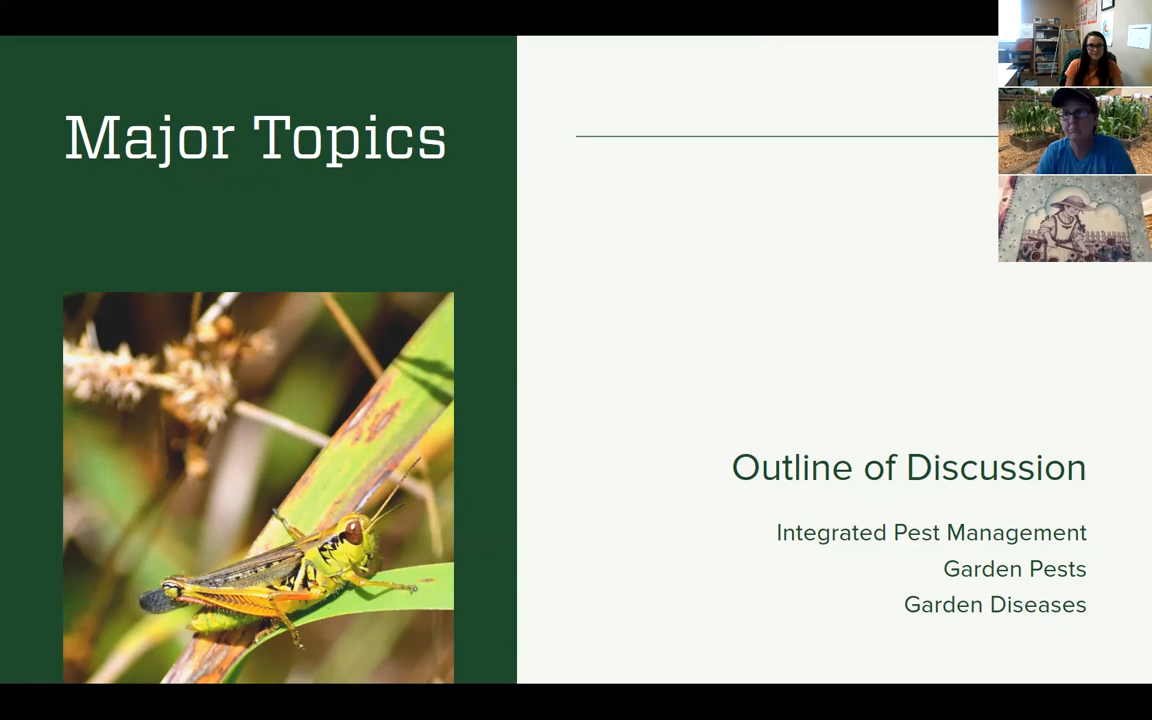 Major Topics
Outline of Discussion
Integrated Pest Management
Garden Pests
Garden Diseases